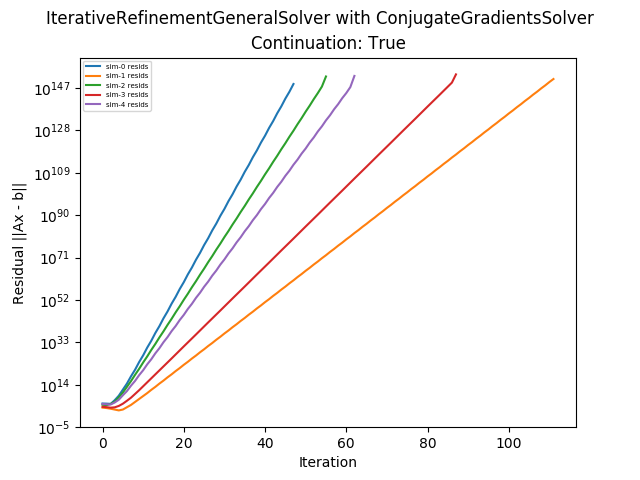 IterativeRefinementGeneralSolver with ConjugateGradientsSolver
Continuation: True
sim-0 resids
sim-1 resids
sim-2 resids
sim-3 resids
sim-4 resids
10^147
10^128
10^109
10^90
10^71
10^52
10^33
10^14
10^-5
Residual ||Ax - b||
0 20 40 60 80 100
Iteration